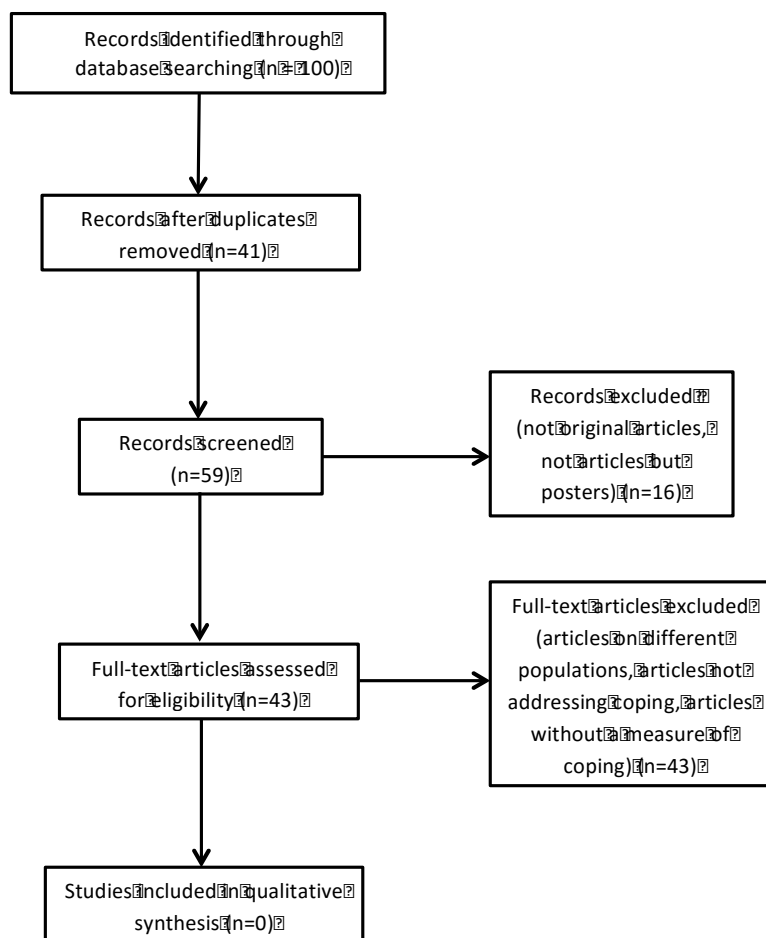 Records identified through
database searching (n = 100)
Records after duplicates
removed (n=41)
Records screened
(n=59)
Records excluded
(not original articles,
not articles but
posters) (n=16)
Full-text articles assessed
for eligibility (n=43)
Full-text articles excluded
(articles on different
populations, articles not
addressing coping, articles
without a measure of
coping) (n=43)
Studies included in qualitative
synthesis (n=0)